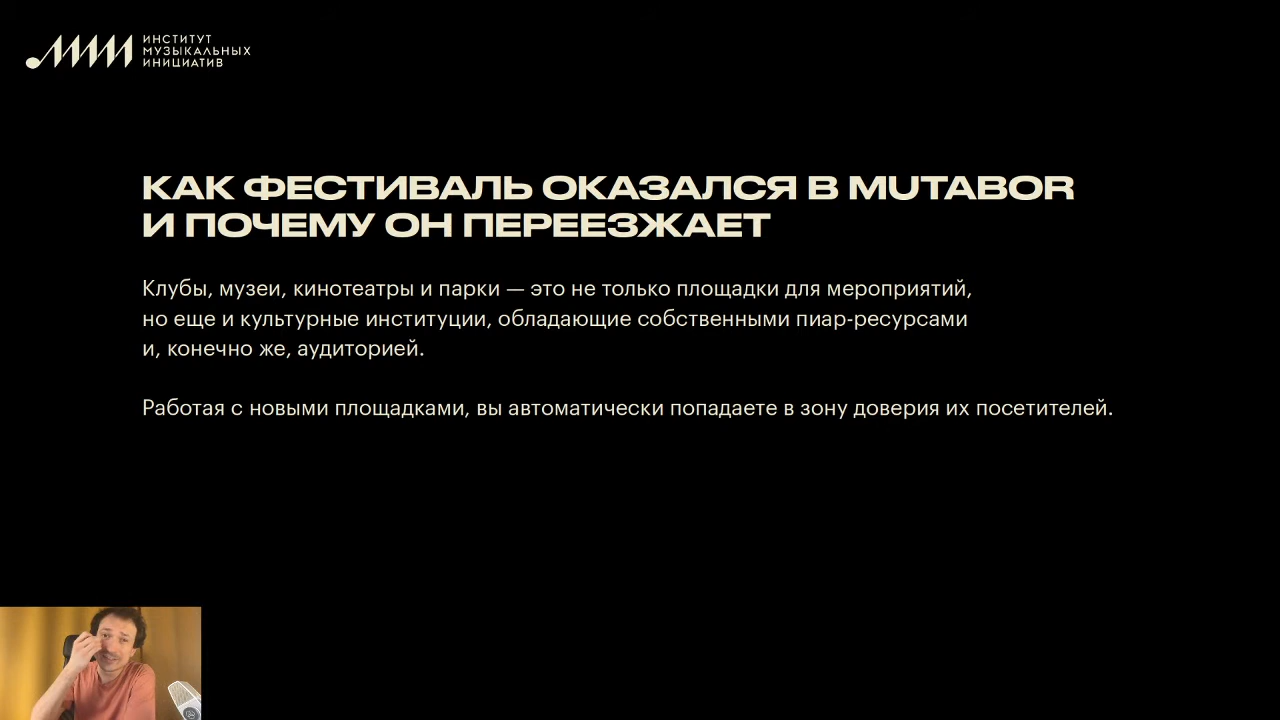 ИНСТИТУТ
МУЗЫКАЛЬНЫХ
ИНИЦИАТИВ
КАК ФЕСТИВАЛЬ ОКАЗАЛСЯ В MUTABOR
И ПОЧЕМУ ОН ПЕРЕЕЗЖАЕТ
Клубы, музеи, кинотеатры и парки — это не только площадки для мероприятий,
но еще и культурные институции, обладающие собственными пиар-ресурсами
и, конечно же, аудиторией.
Работая с новыми площадками, вы автоматически попадаете в зону доверия их посетителей.